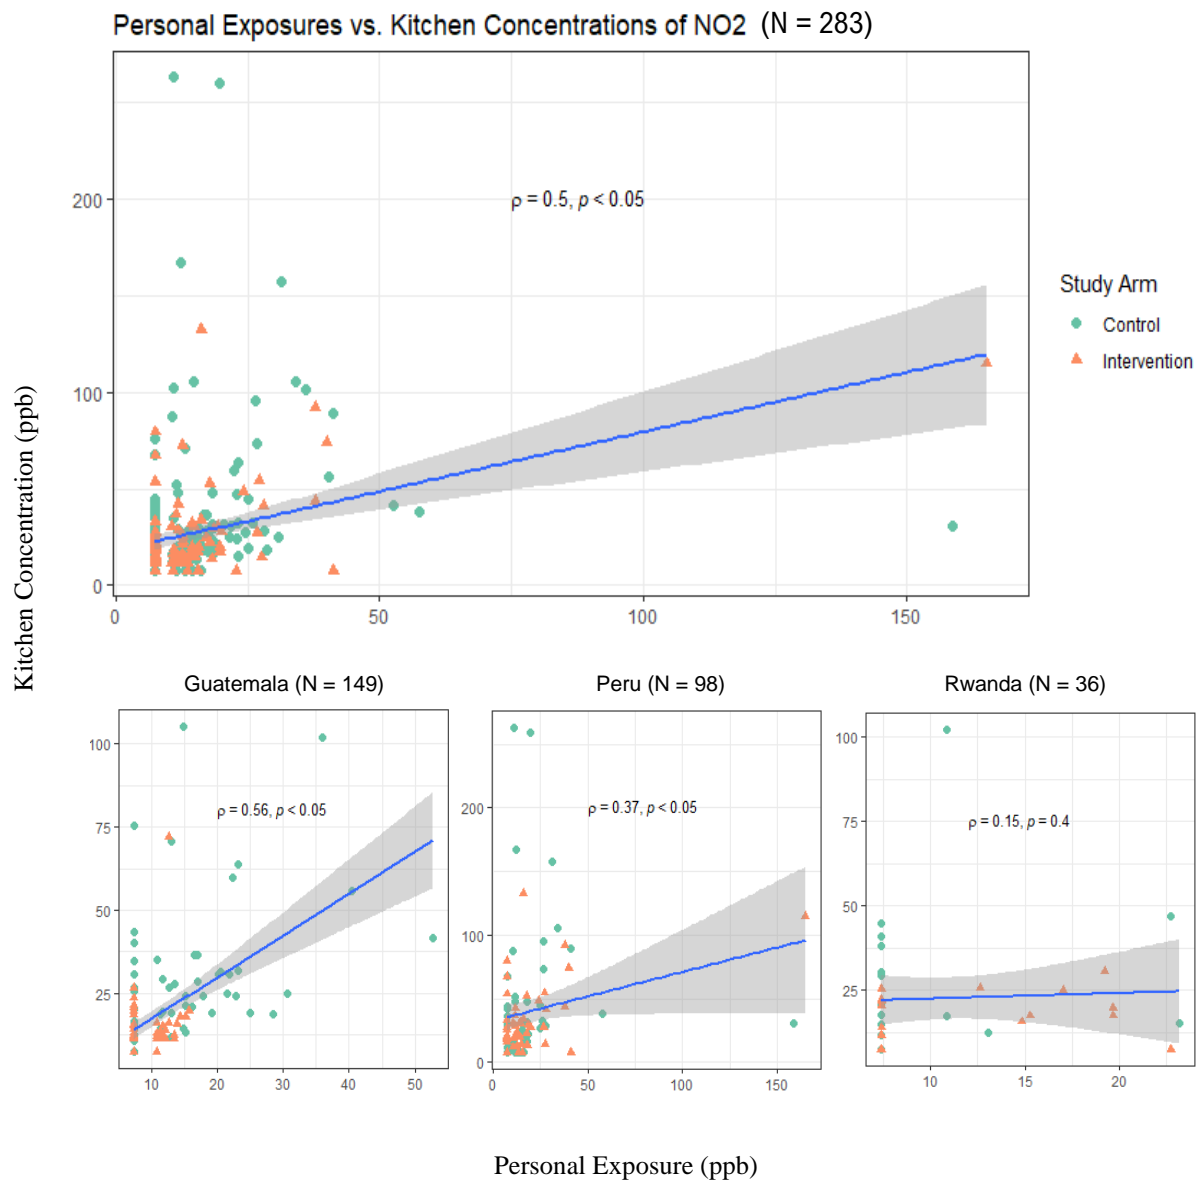 Personal Exposures vs. Kitchen Concentrations of NO2 (N = 283)
Kitchen Concentration (ppb)
200
100
0
ρ = 0.5, p < 0.05
0 50 100 150
Study Arm
Control
Intervention
Guatemala (N = 149)
100
75
50
25
ρ = 0.56, p < 0.05
10 20 30 40 50
Peru (N = 98)
200
100
0
ρ = 0.37, p < 0.05
0 50 100 150
Rwanda (N = 36)
100
75
50
25
ρ = 0.15, p = 0.4
10 15 20
Personal Exposure (ppb)